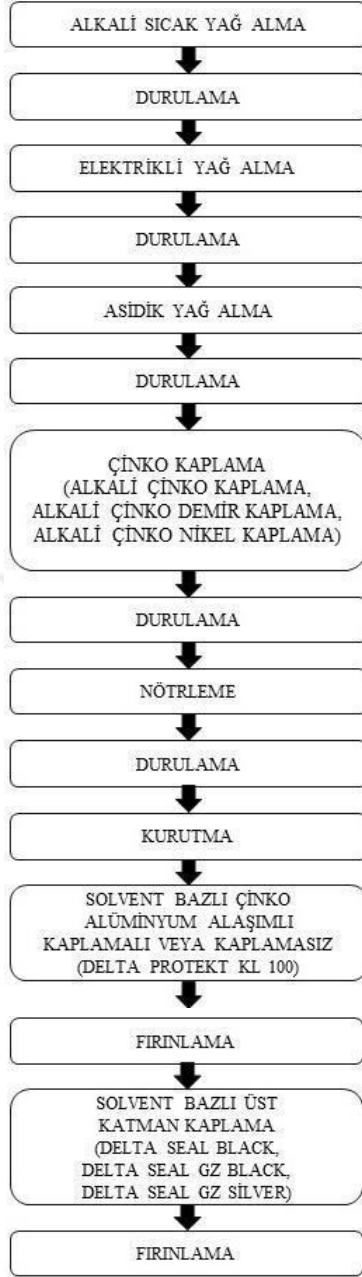 ALKALİ SICAK YAĞ ALMA
DURULAMA
ELEKTRİKLİ YAĞ ALMA
DURULAMA
ASİDİK YAĞ ALMA
DURULAMA
ÇİNKO KAPLAMA
(ALKALİ ÇİNKO KAPLAMA,
ALKALİ ÇİNKO DEMİR KAPLAMA,
ALKALİ ÇİNKO NİKEL KAPLAMA)
DURULAMA
NÖTRLEME
DURULAMA
KURUTMA
SOLVENT BAZLI ÇİNKO
ALÜMİNYUM ALAŞIMLI
KAPLAMALI VEYA KAPLAMASIZ
(DELTA PROTEKT KL 100)
FIRINLAMA
SOLVENT BAZLI ÜST
KATMAN KAPLAMA
(DELTA SEAL BLACK,
DELTA SEAL GZ BLACK,
DELTA SEAL GZ SİLVER)
FIRINLAMA